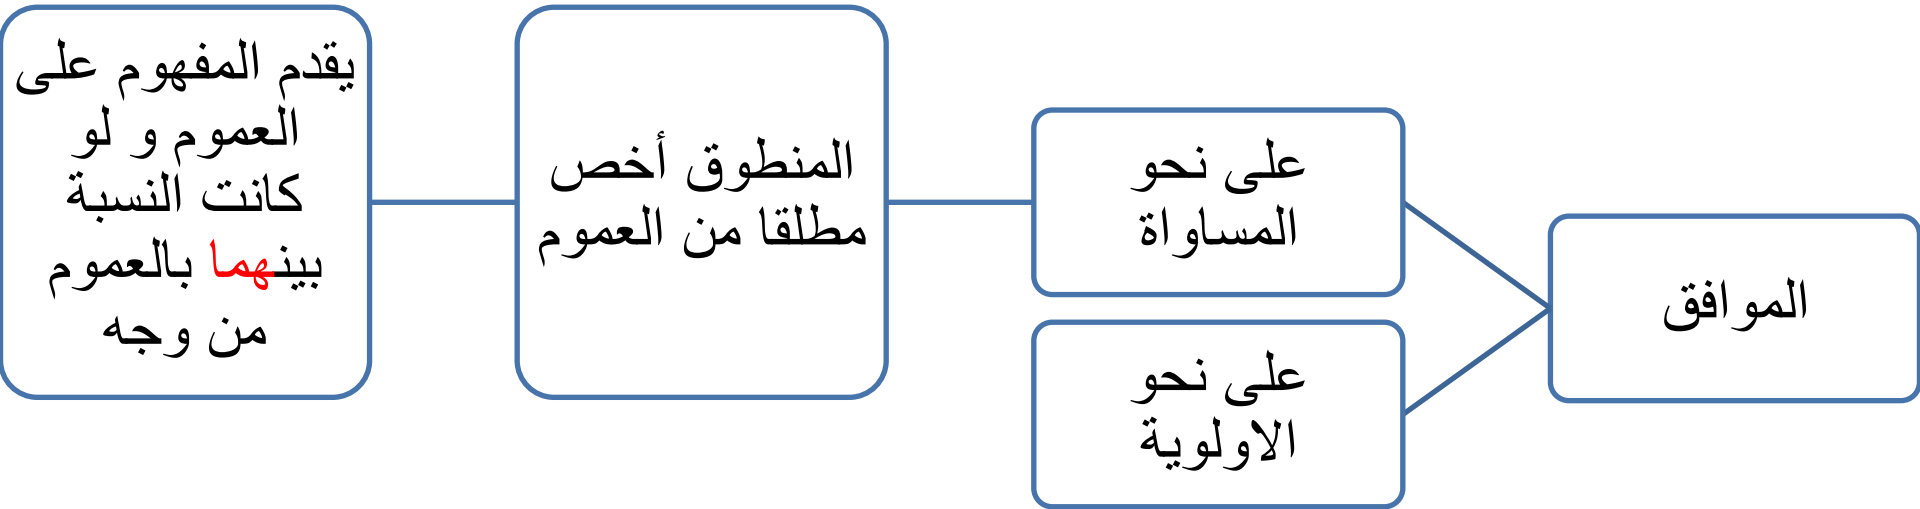 الموافق
على نحو
المساواة
على نحو
الاولوية
المنطوق أخص
مطلقا من العموم
يقدم المفهوم على
العموم و لو
كانت النسبة
بينهما بالعموم
من وجه